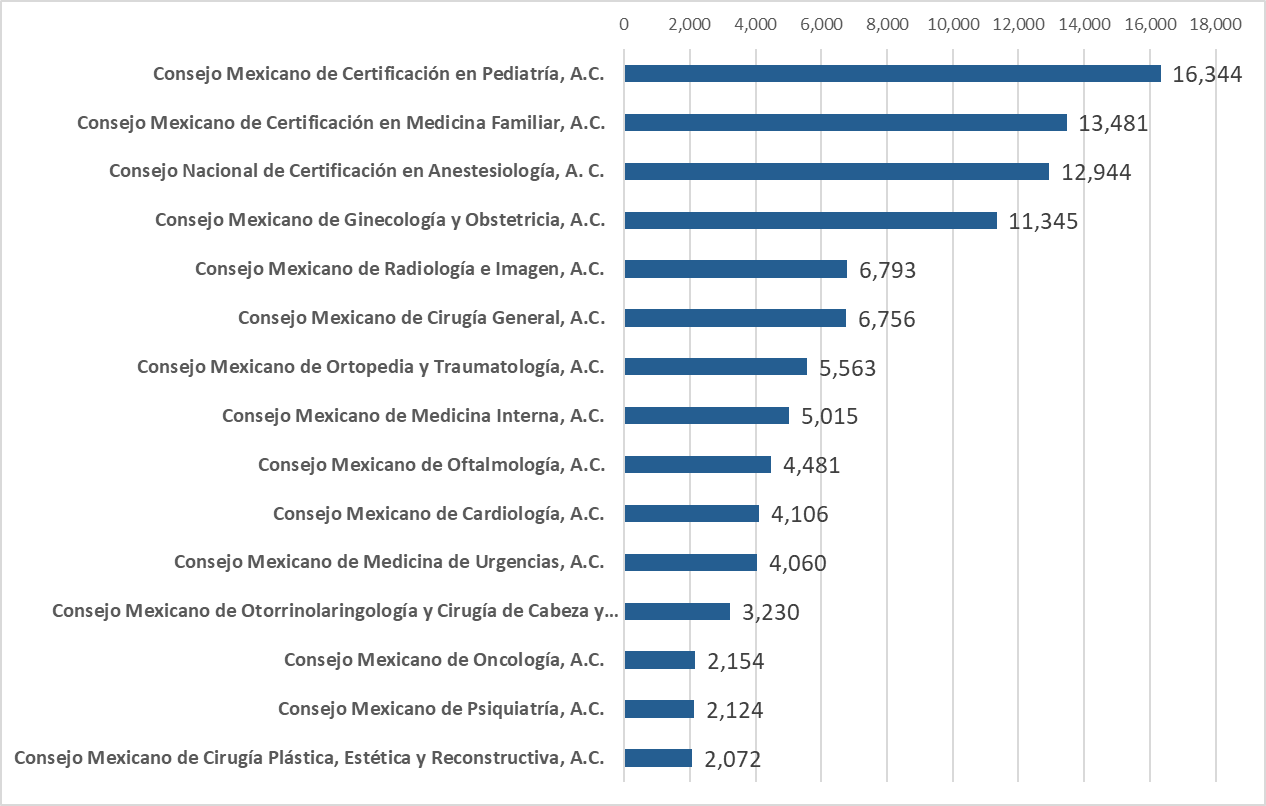 0 2,000 4,000 6,000 8,000 10,000 12,000 14,000 16,000 18,000
Consejo Mexicano de Certificación en Pediatría, A.C. 16,344
Consejo Mexicano de Certificación en Medicina Familiar, A.C. 13,481
Consejo Nacional de Certificación en Anestesiología, A. C. 12,944
Consejo Mexicano de Ginecología y Obstetricia, A.C. 11,345
Consejo Mexicano de Radiología e Imagen, A.C. 6,793
Consejo Mexicano de Cirugía General, A.C. 6,756
Consejo Mexicano de Ortopedia y Traumatología, A.C. 5,563
Consejo Mexicano de Medicina Interna, A.C. 5,015
Consejo Mexicano de Oftalmología, A.C. 4,481
Consejo Mexicano de Cardiología, A.C. 4,106
Consejo Mexicano de Medicina de Urgencias, A.C. 4,060
Consejo Mexicano de Otorrinolaringología y Cirugía de Cabeza y... 3,230
Consejo Mexicano de Oncología, A.C. 2,154
Consejo Mexicano de Psiquiatría, A.C. 2,124
Consejo Mexicano de Cirugía Plástica, Estética y Reconstructiva, A.C. 2,072